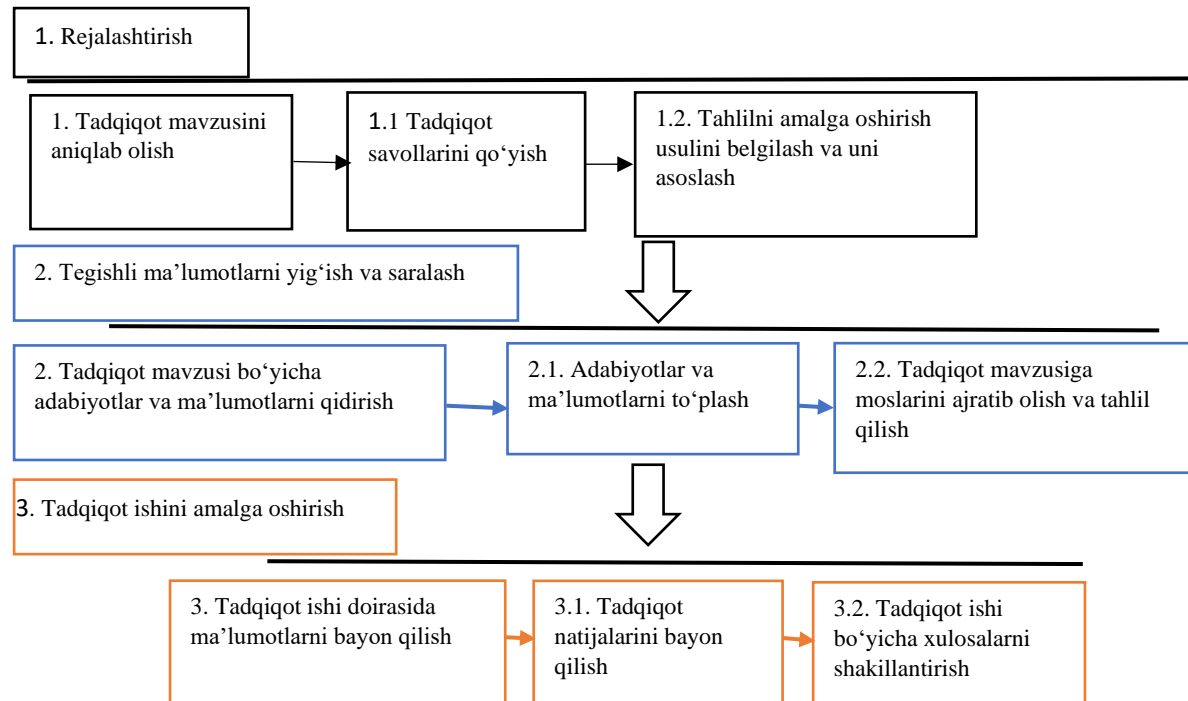 1. Rejalashtirish
1. Tadqiqot mavzusini
aniqlab olish
1.1 Tadqiqot
savollarini qo‘yish
1.2. Tahlilni amalga oshirish
usulini belgilash va uni
asoslash
2. Tegishli ma’lumotlarni yig‘ish va saralash
2. Tadqiqot mavzusi bo‘yicha
adabiyotlar va ma’lumotlarni qidirish
2.1. Adabiyotlar va
ma’lumotlarni to‘plash
2.2. Tadqiqot mavzusiga
moslarini ajratib olish va tahlil
qilish
3. Tadqiqot ishini amalga oshirish
3. Tadqiqot ishi doirasida
ma’lumotlarni bayon qilish
3.1. Tadqiqot
natijalarini bayon
qilish
3.2. Tadqiqot ishi
bo‘yicha xulosalarni
shakillantirish